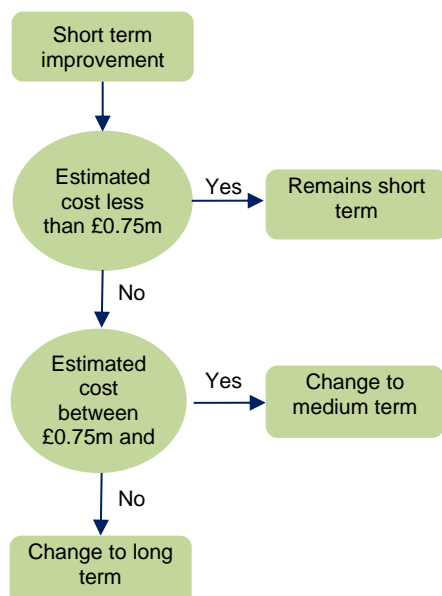 Short term
improvement
Estimated
cost less
than £0.75m
Yes
Remains short
term
No
Estimated
cost
between
£0.75m and
Yes
Change to
medium term
No
Change to long
term